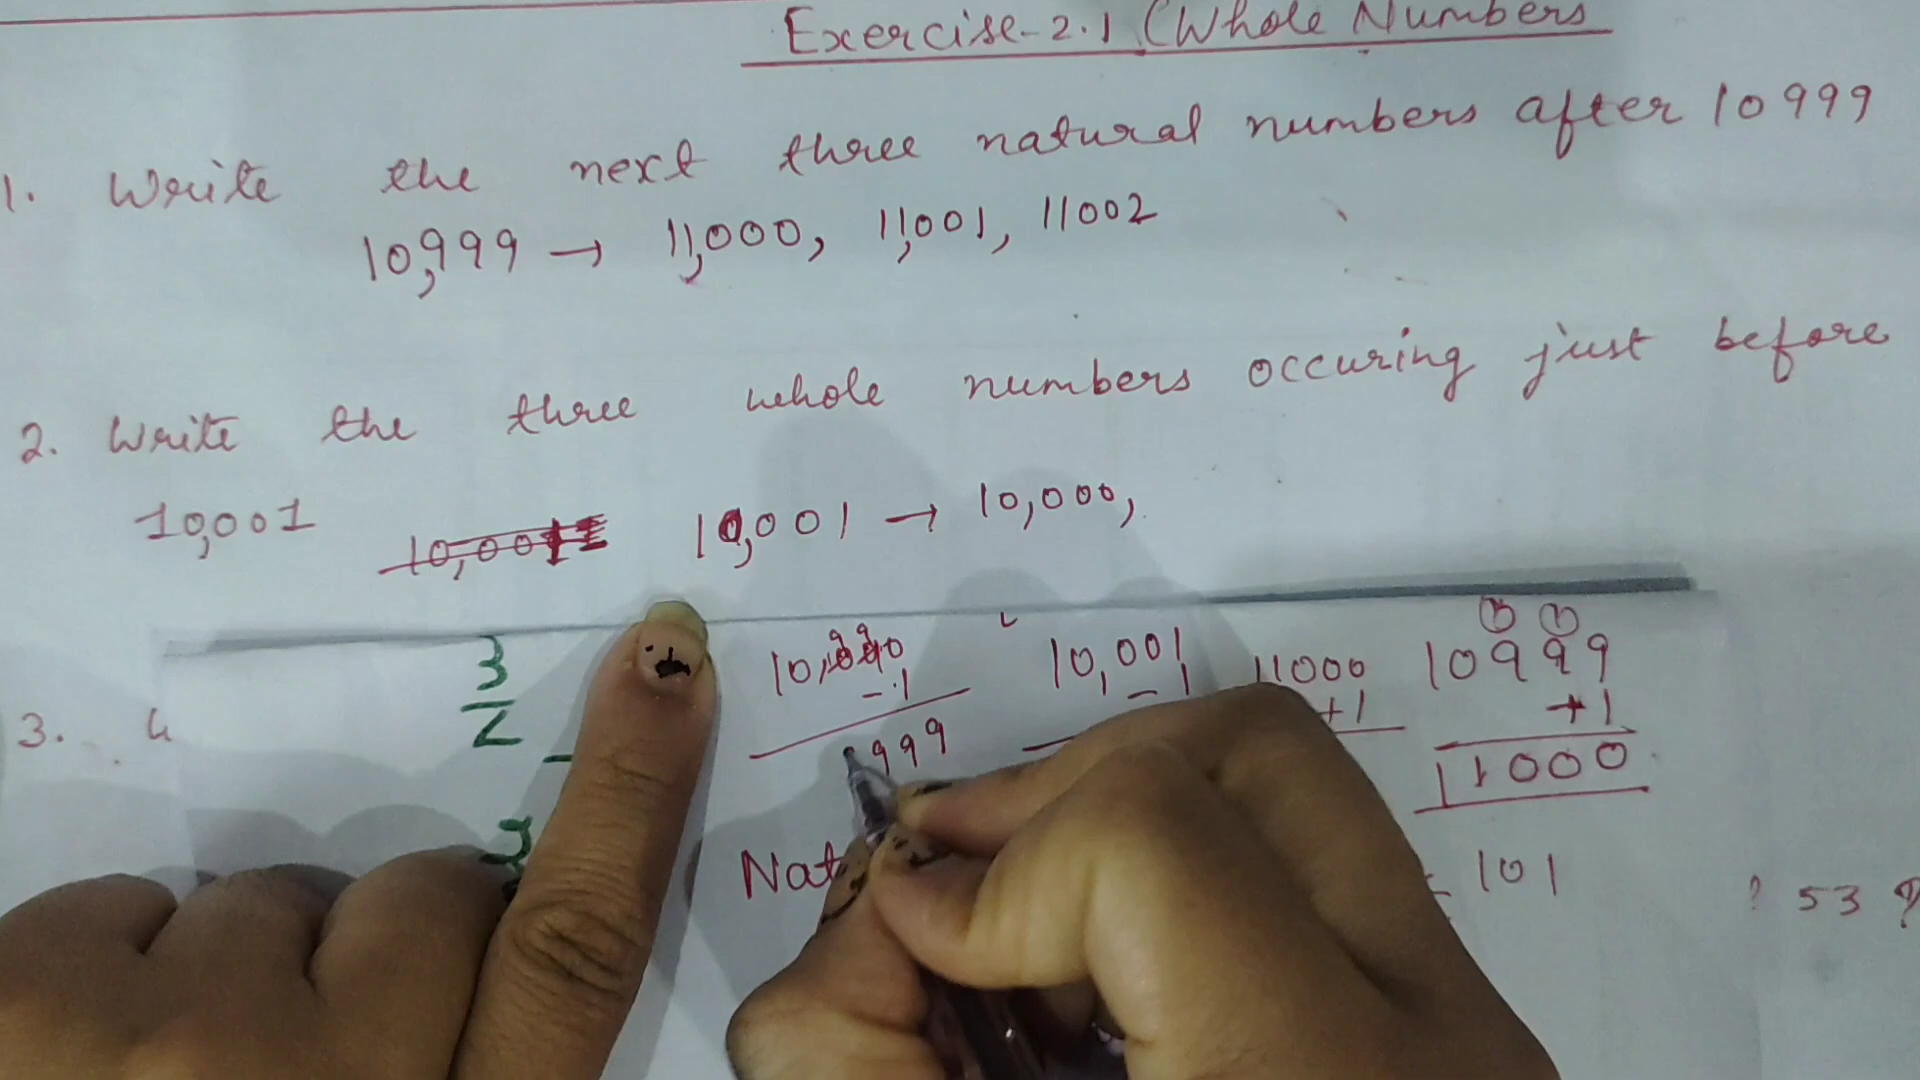 Exercise-2.1 (Whole Numbers
1. Write the next three natural numbers after 10999
10,999 → 11,000, 11,001, 11002
2. Write the three whole numbers occuring just before
10,001 10,001 → 10,000,
10,000 10,001 11000 10999
-1 -1 +1 +1
999 11000
3.
Nat 101 ? 53 ?